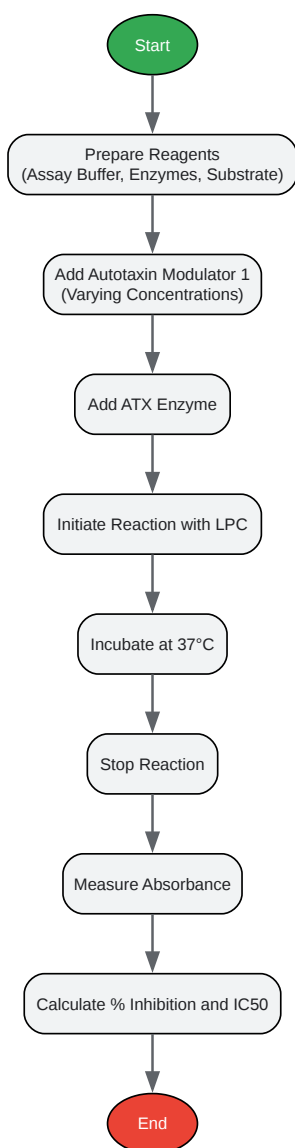 Start
Prepare Reagents
(Assay Buffer, Enzymes, Substrate)
Add Autotaxin Modulator 1
(Varying Concentrations)
Add ATX Enzyme
Initiate Reaction with LPC
Incubate at 37°C
Stop Reaction
Measure Absorbance
Calculate % Inhibition and IC50
End